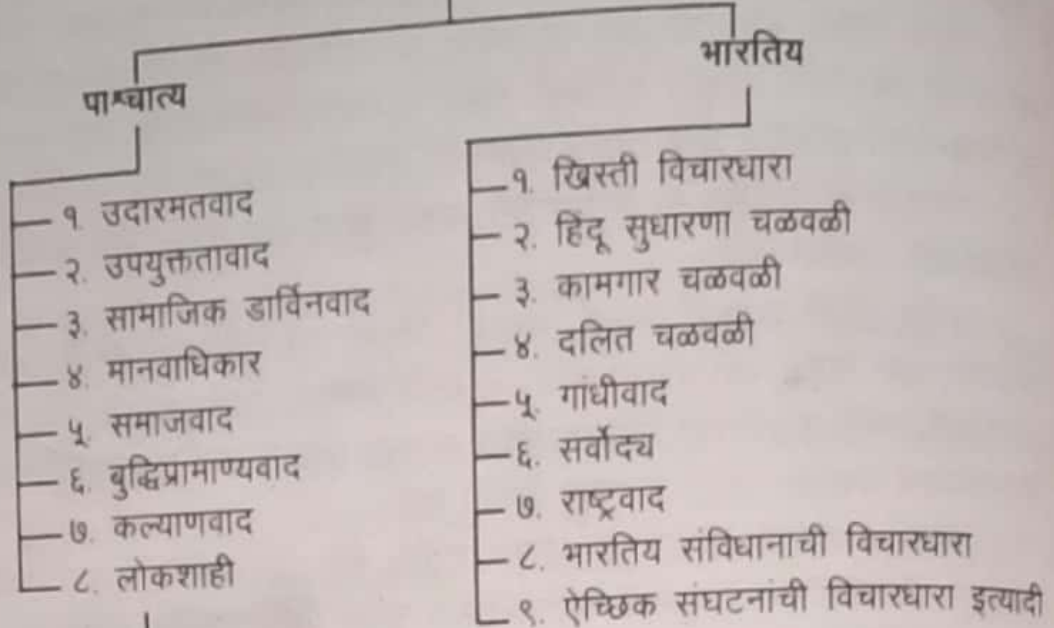 पाश्चात्य
१. उदारमतवाद
२. उपयुक्ततावाद
३. सामाजिक डार्विनवाद
४. मानवाधिकार
५. समाजवाद
६. बुद्धिप्रामाण्यवाद
७. कल्याणवाद
८. लोकशाही
भारतिय
१. खिस्ती विचारधारा
२. हिंदू सुधारणा चळवळी
३. कामगार चळवळी
४. दलित चळवळी
५. गांधीवाद
६. सर्वोद्य
७. राष्ट्रवाद
८. भारतिय संविधानाची विचारधारा
९. ऐच्छिक संघटनांची विचारधारा इत्यादी